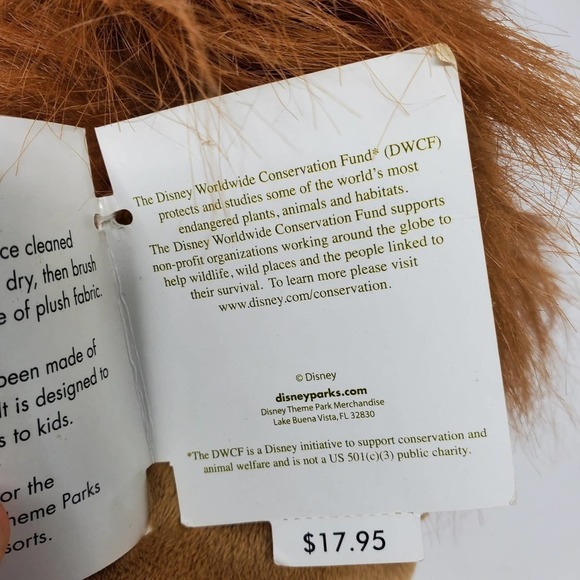 ce cleaned
dry, then brush
e of plush fabric.
been made of
It is designed to
s to kids.
or the
heme Parks
sorts.
The Disney Worldwide Conservation Fund* (DWCF)
protects and studies some of the world's most
endangered plants, animals and habitats.
The Disney Worldwide Conservation Fund supports
non-profit organizations working around the globe to
help wildlife, wild places and the people linked to
their survival. To learn more please visit
www.disney.com/conservation.
© Disney
disneyparks.com
Disney Theme Park Merchandise
Lake Buena Vista, FL 32830
*The DWCF is a Disney initiative to support conservation and
animal welfare and is not a US 501(c)(3) public charity.
$17.95